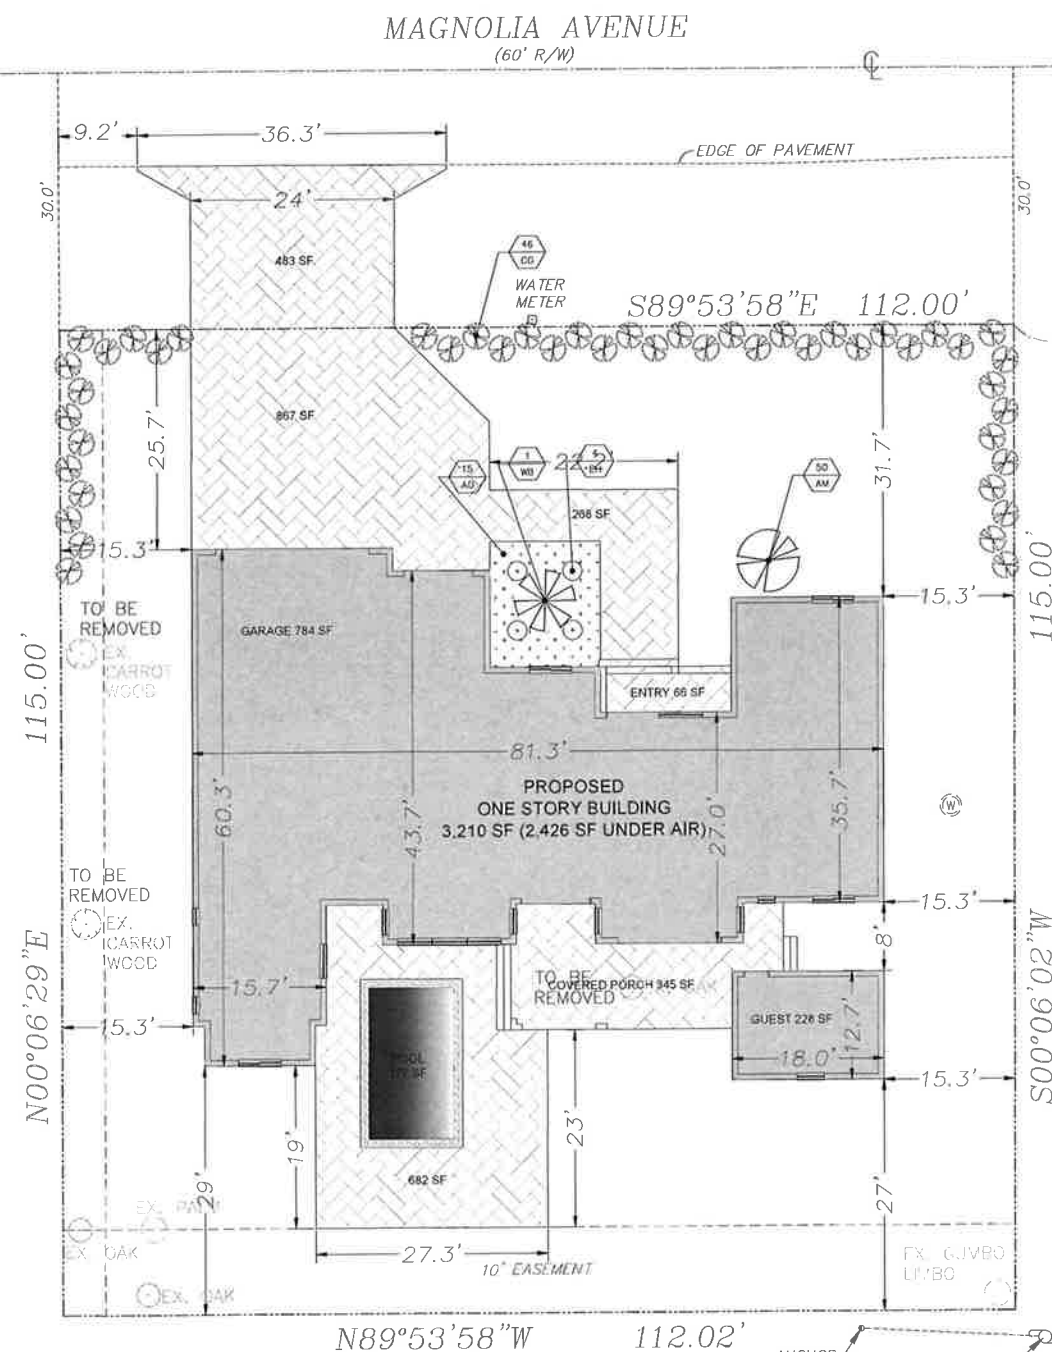 MAGNOLIA AVENUE
(60' R/W)
℄
9.2'
36.3'
EDGE OF PAVEMENT
30.0'
30.0'
24'
483 SF.
46
CG
WATER
METER
S89°53'58"E 112.00'
25.7'
867 SF
15
AG
1
WB
22.2'
EH
50
AM
31.7'
268 SF
15.3'
15.3'
TO BE
REMOVED
EX.
CARROT
WOOD
GARAGE 784 SF
ENTRY 66 SF
115.00'
115.00'
81.3'
PROPOSED
ONE STORY BUILDING
3,210 SF (2,426 SF UNDER AIR)
60.3'
43.7'
27.0'
35.7'
W
TO BE
REMOVED
EX.
CARROT
WOOD
15.3'
8'
15.7'
TO BE
REMOVED
COVERED PORCH 345 SF
OAK
15.3'
GUEST 226 SF
12.7'
18.0'
15.3'
N00°06'29"E
S00°06'02"W
POOL
SF
19'
23'
29'
27'
682 SF
EX. PALM
EX. OAK
27.3'
10' EASEMENT
EX. GUMBO
LIMBO
EX. OAK
N89°53'58"W 112.02'
ANCHOR